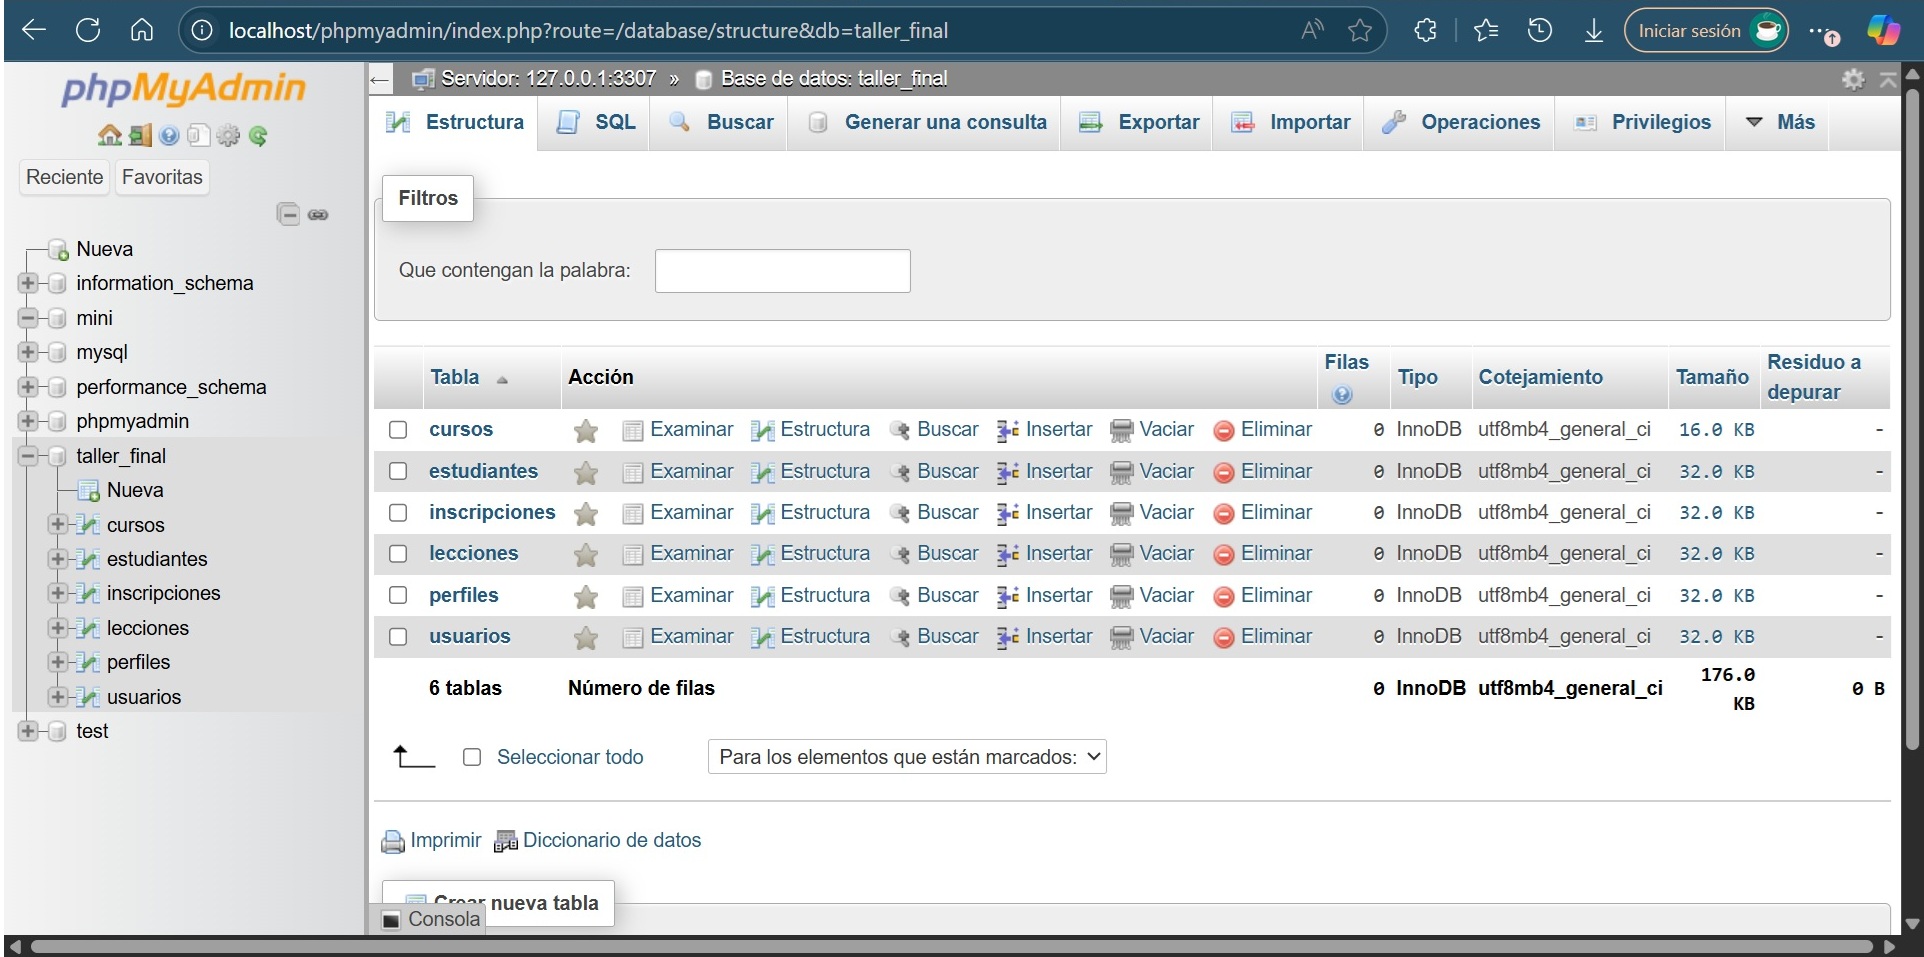 localhost/phpmyadmin/index.php?route=/database/structure&db=taller_final
Iniciar sesión
phpMyAdmin
Reciente Favoritas
Nueva
information_schema
mini
mysql
performance_schema
phpmyadmin
taller_final
Nueva
cursos
estudiantes
inscripciones
lecciones
perfiles
usuarios
test
Servidor: 127.0.0.1:3307 » Base de datos: taller_final
Estructura SQL Buscar Generar una consulta Exportar Importar Operaciones Privilegios Más
Filtros
Que contengan la palabra:
Tabla Acción Filas Tipo Cotejamiento Tamaño Residuo a depurar
cursos Examinar Estructura Buscar Insertar Vaciar Eliminar 0 InnoDB utf8mb4_general_ci 16.0 KB -
estudiantes Examinar Estructura Buscar Insertar Vaciar Eliminar 0 InnoDB utf8mb4_general_ci 32.0 KB -
inscripciones Examinar Estructura Buscar Insertar Vaciar Eliminar 0 InnoDB utf8mb4_general_ci 32.0 KB -
lecciones Examinar Estructura Buscar Insertar Vaciar Eliminar 0 InnoDB utf8mb4_general_ci 32.0 KB -
perfiles Examinar Estructura Buscar Insertar Vaciar Eliminar 0 InnoDB utf8mb4_general_ci 32.0 KB -
usuarios Examinar Estructura Buscar Insertar Vaciar Eliminar 0 InnoDB utf8mb4_general_ci 32.0 KB -
6 tablas Número de filas 0 InnoDB utf8mb4_general_ci 176.0 KB 0 B
Seleccionar todo Para los elementos que están marcados:
Imprimir Diccionario de datos
Crear nueva tabla
Consola